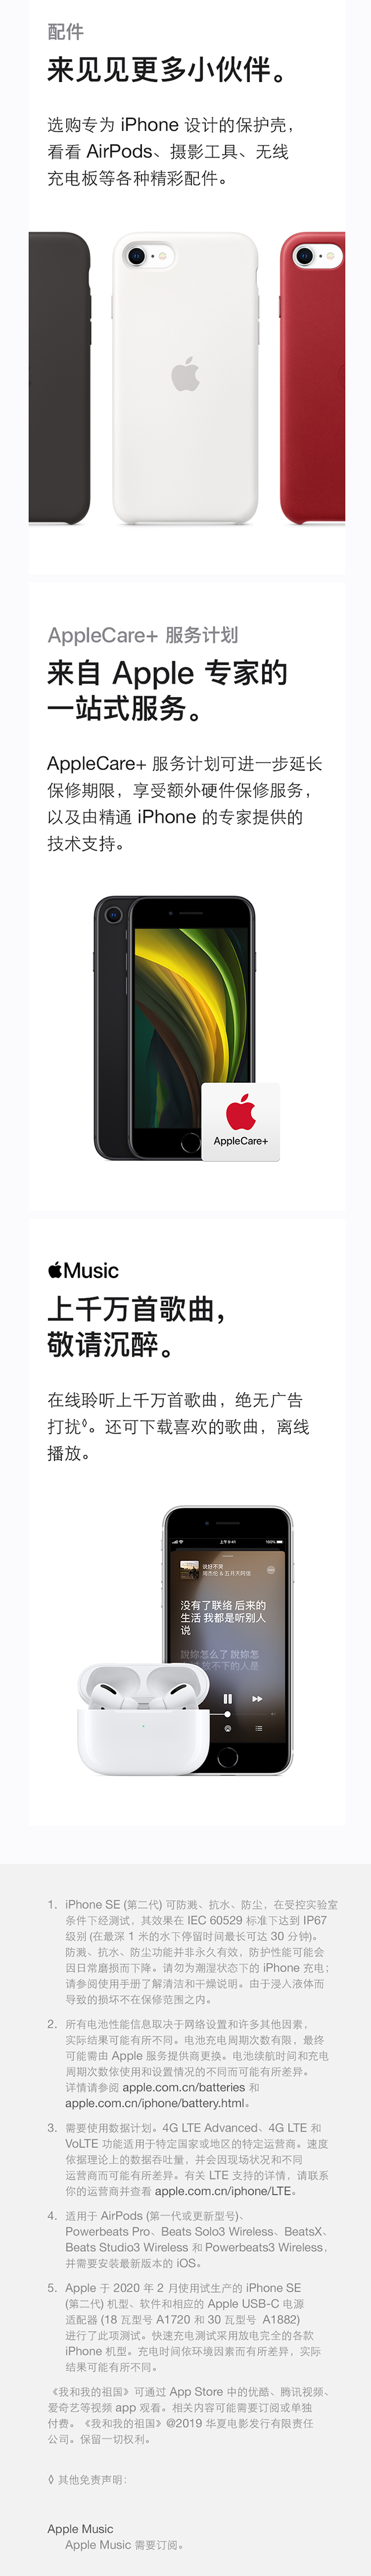 配件
来见见更多小伙伴。
选购专为 iPhone 设计的保护壳，
看看 AirPods、摄影工具、无线
充电板等各种精彩配件。
AppleCare+ 服务计划
来自 Apple 专家的
一站式服务。
AppleCare+ 服务计划可进一步延长
保修期限，享受额外硬件保修服务，
以及由精通 iPhone 的专家提供的
技术支持。
AppleCare+
Music
上千万首歌曲，
敬请沉醉。
在线聆听上千万首歌曲，绝无广告
打扰◊。还可下载喜欢的歌曲，离线
播放。
上午9:41
100%
说好不哭
周杰伦 & 五月天阿信
没有了联络 后来的
生活 我都是听别人
说
說妳怎么了 說妳怎
放不下的人是
1. iPhone SE (第二代) 可防溅、抗水、防尘，在受控实验室
条件下经测试，其效果在 IEC 60529 标准下达到 IP67
级别 (在最深 1 米的水下停留时间最长可达 30 分钟)。
防溅、抗水、防尘功能并非永久有效，防护性能可能会
因日常磨损而下降。请勿为潮湿状态下的 iPhone 充电；
请参阅使用手册了解清洁和干燥说明。由于浸入液体而
导致的损坏不在保修范围之内。
2. 所有电池性能信息取决于网络设置和许多其他因素，
实际结果可能有所不同。电池充电周期次数有限，最终
可能需由 Apple 服务提供商更换。电池续航时间和充电
周期次数依使用和设置情况的不同而可能有所差异。
详情请参阅 apple.com.cn/batteries 和
apple.com.cn/iphone/battery.html。
3. 需要使用数据计划。4G LTE Advanced、4G LTE 和
VoLTE 功能适用于特定国家或地区的特定运营商。速度
依据理论上的数据吞吐量，并会因现场状况和不同
运营商而可能有所差异。有关 LTE 支持的详情，请联系
你的运营商并查看 apple.com.cn/iphone/LTE。
4. 适用于 AirPods (第一代或更新型号)、
Powerbeats Pro、Beats Solo3 Wireless、BeatsX、
Beats Studio3 Wireless 和 Powerbeats3 Wireless，
并需要安装最新版本的 iOS。
5. Apple 于 2020 年 2 月使用试生产的 iPhone SE
(第二代) 机型、软件和相应的 Apple USB-C 电源
适配器 (18 瓦型号 A1720 和 30 瓦型号 A1882)
进行了此项测试。快速充电测试采用放电完全的各款
iPhone 机型。充电时间依环境因素而有所差异，实际
结果可能有所不同。
《我和我的祖国》可通过 App Store 中的优酷、腾讯视频、
爱奇艺等视频 app 观看。相关内容可能需要订阅或单独
付费。《我和我的祖国》@2019 华夏电影发行有限责任
公司。保留一切权利。
◊ 其他免责声明：
Apple Music
Apple Music 需要订阅。